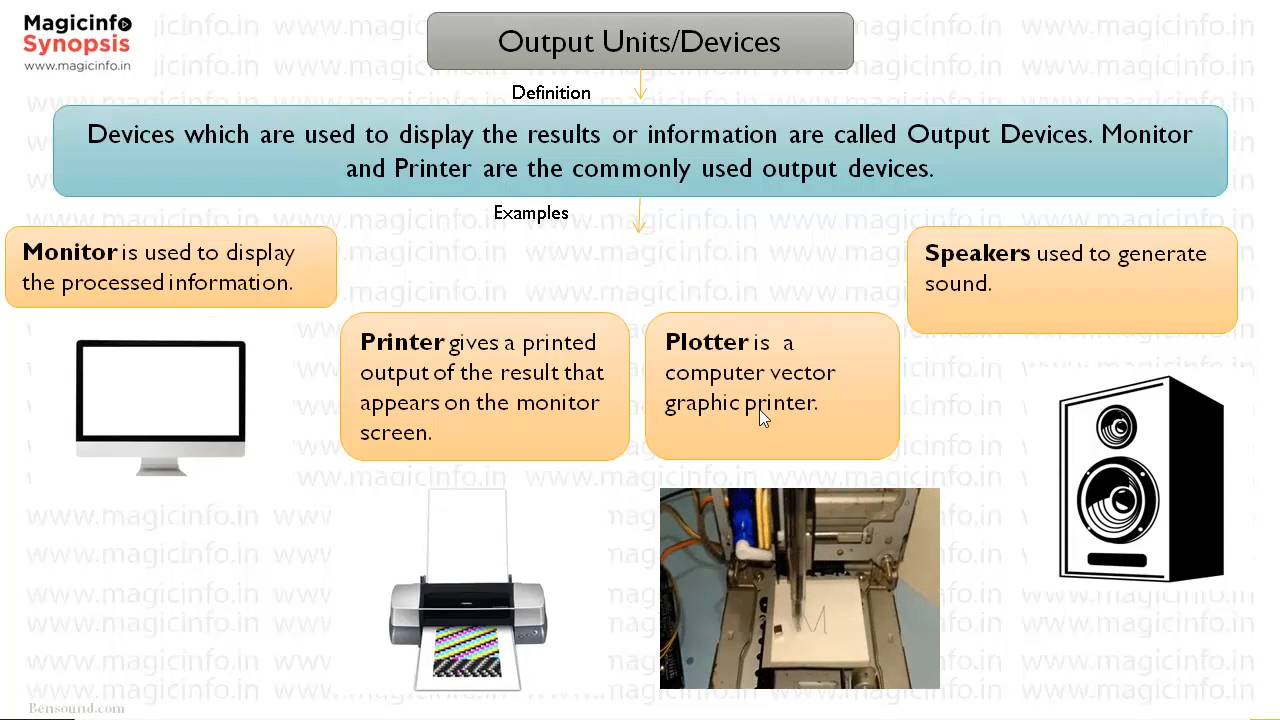 Magicinfo
Synopsis
www.magicinfo.in
Output Units/Devices
Definition
Devices which are used to display the results or information are called Output Devices. Monitor
and Printer are the commonly used output devices.
Examples
Monitor is used to display
the processed information.
Speakers used to generate
sound.
Printer gives a printed
output of the result that
appears on the monitor
screen.
Plotter is a
computer vector
graphic printer.
M
Bensound.com